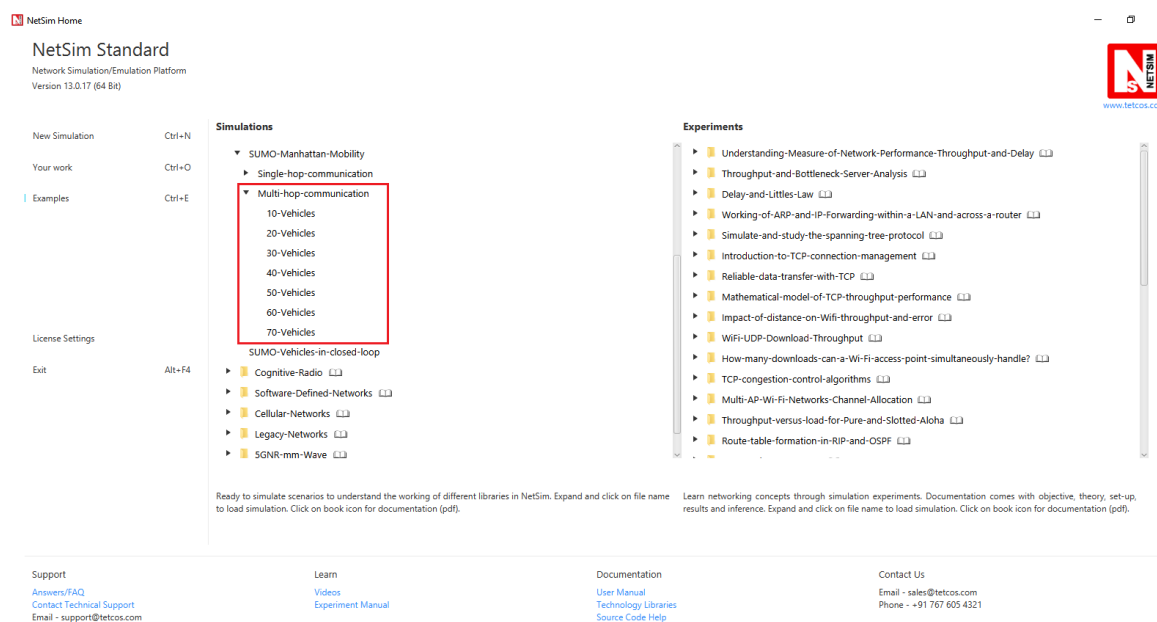 NetSim Home
NetSim Standard
Network Simulation/Emulation Platform
Version 13.0.17 (64 Bit)
NETSIM
www.tetcos.co
New Simulation Ctrl+N
Your work Ctrl+O
Examples Ctrl+E
License Settings
Exit Alt+F4
Simulations
SUMO-Manhattan-Mobility
Single-hop-communication
Multi-hop-communication
10-Vehicles
20-Vehicles
30-Vehicles
40-Vehicles
50-Vehicles
60-Vehicles
70-Vehicles
SUMO-Vehicles-in-closed-loop
Cognitive-Radio
Software-Defined-Networks
Cellular-Networks
Legacy-Networks
5GNR-mm-Wave
Ready to simulate scenarios to understand the working of different libraries in NetSim. Expand and click on file name
to load simulation. Click on book icon for documentation (pdf).
Experiments
Understanding-Measure-of-Network-Performance-Throughput-and-Delay
Throughput-and-Bottleneck-Server-Analysis
Delay-and-Littles-Law
Working-of-ARP-and-IP-Forwarding-within-a-LAN-and-across-a-router
Simulate-and-study-the-spanning-tree-protocol
Introduction-to-TCP-connection-management
Reliable-data-transfer-with-TCP
Mathematical-model-of-TCP-throughput-performance
Impact-of-distance-on-Wifi-throughput-and-error
WiFi-UDP-Download-Throughput
How-many-downloads-can-a-Wi-Fi-access-point-simultaneously-handle?
TCP-congestion-control-algorithms
Multi-AP-Wi-Fi-Networks-Channel-Allocation
Throughput-versus-load-for-Pure-and-Slotted-Aloha
Route-table-formation-in-RIP-and-OSPF
Learn networking concepts through simulation experiments. Documentation comes with objective, theory, set-up,
results and inference. Expand and click on file name to load simulation. Click on book icon for documentation (pdf).
Support
Answers/FAQ
Contact Technical Support
Email - support@tetcos.com
Learn
Videos
Experiment Manual
Documentation
User Manual
Technology Libraries
Source Code Help
Contact Us
Email - sales@tetcos.com
Phone - +91 767 605 4321